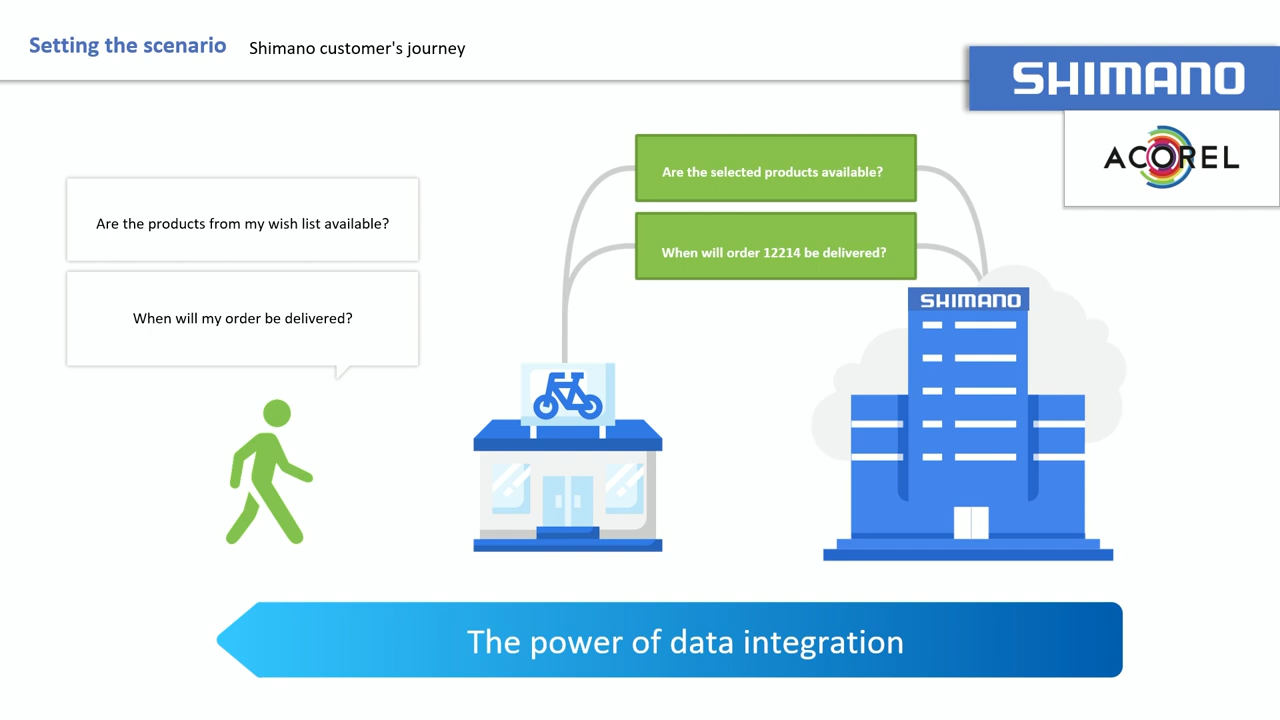 Setting the scenario Shimano customer's journey
SHIMANO
ACOREL
Are the selected products available?
Are the products from my wish list available?
When will order 12214 be delivered?
When will my order be delivered?
SHIMANO
The power of data integration